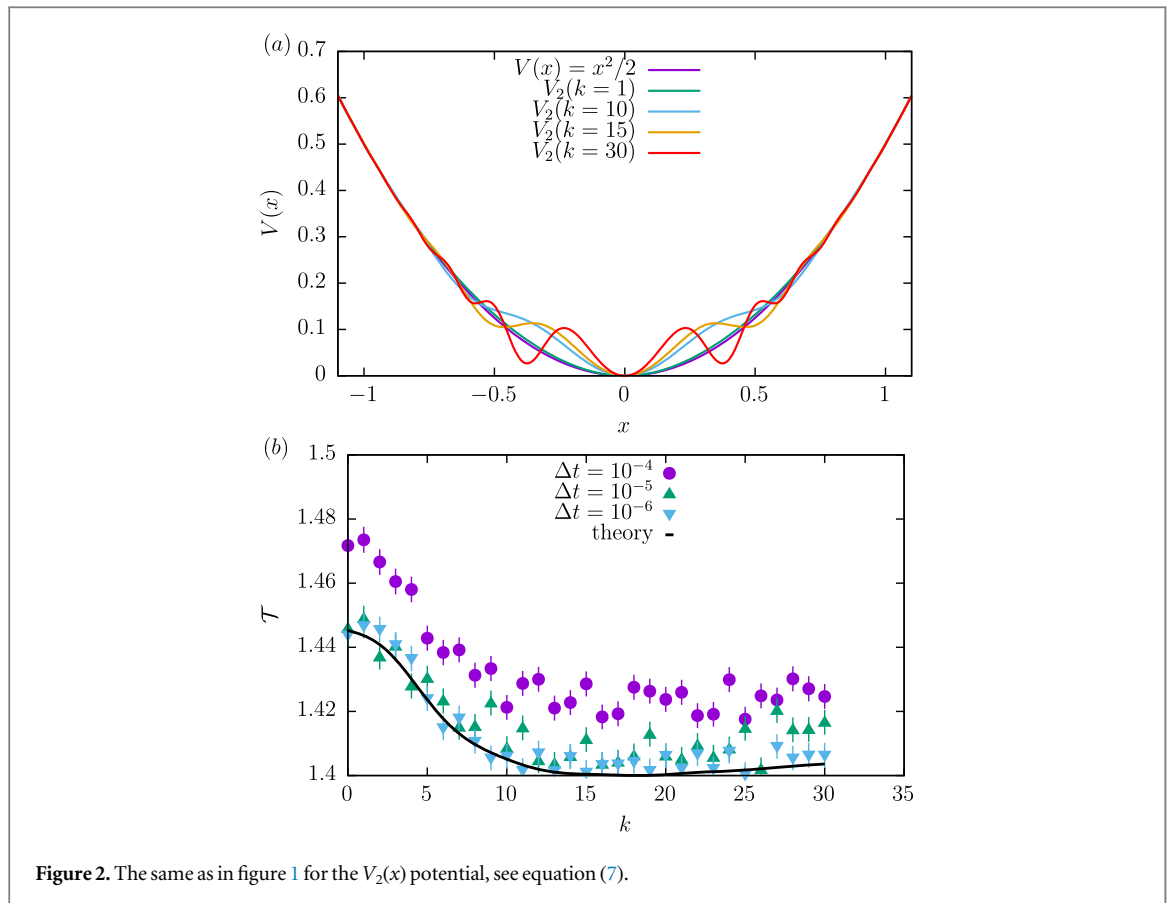 (a)
0.7
0.6
0.5
0.4
0.3
0.2
0.1
0
V(x)
V(x) = x²/2
V₂(k = 1)
V₂(k = 10)
V₂(k = 15)
V₂(k = 30)
−1 −0.5 0 0.5 1
x
(b)
1.5
1.48
1.46
1.44
1.42
1.4
𝒯
Δt = 10⁻⁴
Δt = 10⁻⁵
Δt = 10⁻⁶
theory
0 5 10 15 20 25 30 35
k
Figure 2. The same as in figure 1 for the V₂(x) potential, see equation (7).